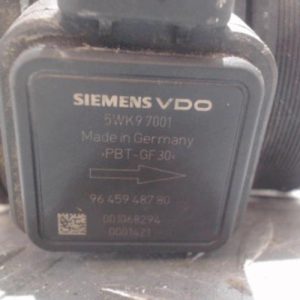 SIEMENS VDO
5WK9 7001
Made in Germany
›PBT-GF30‹
96 459 487 80
001068294
0001421